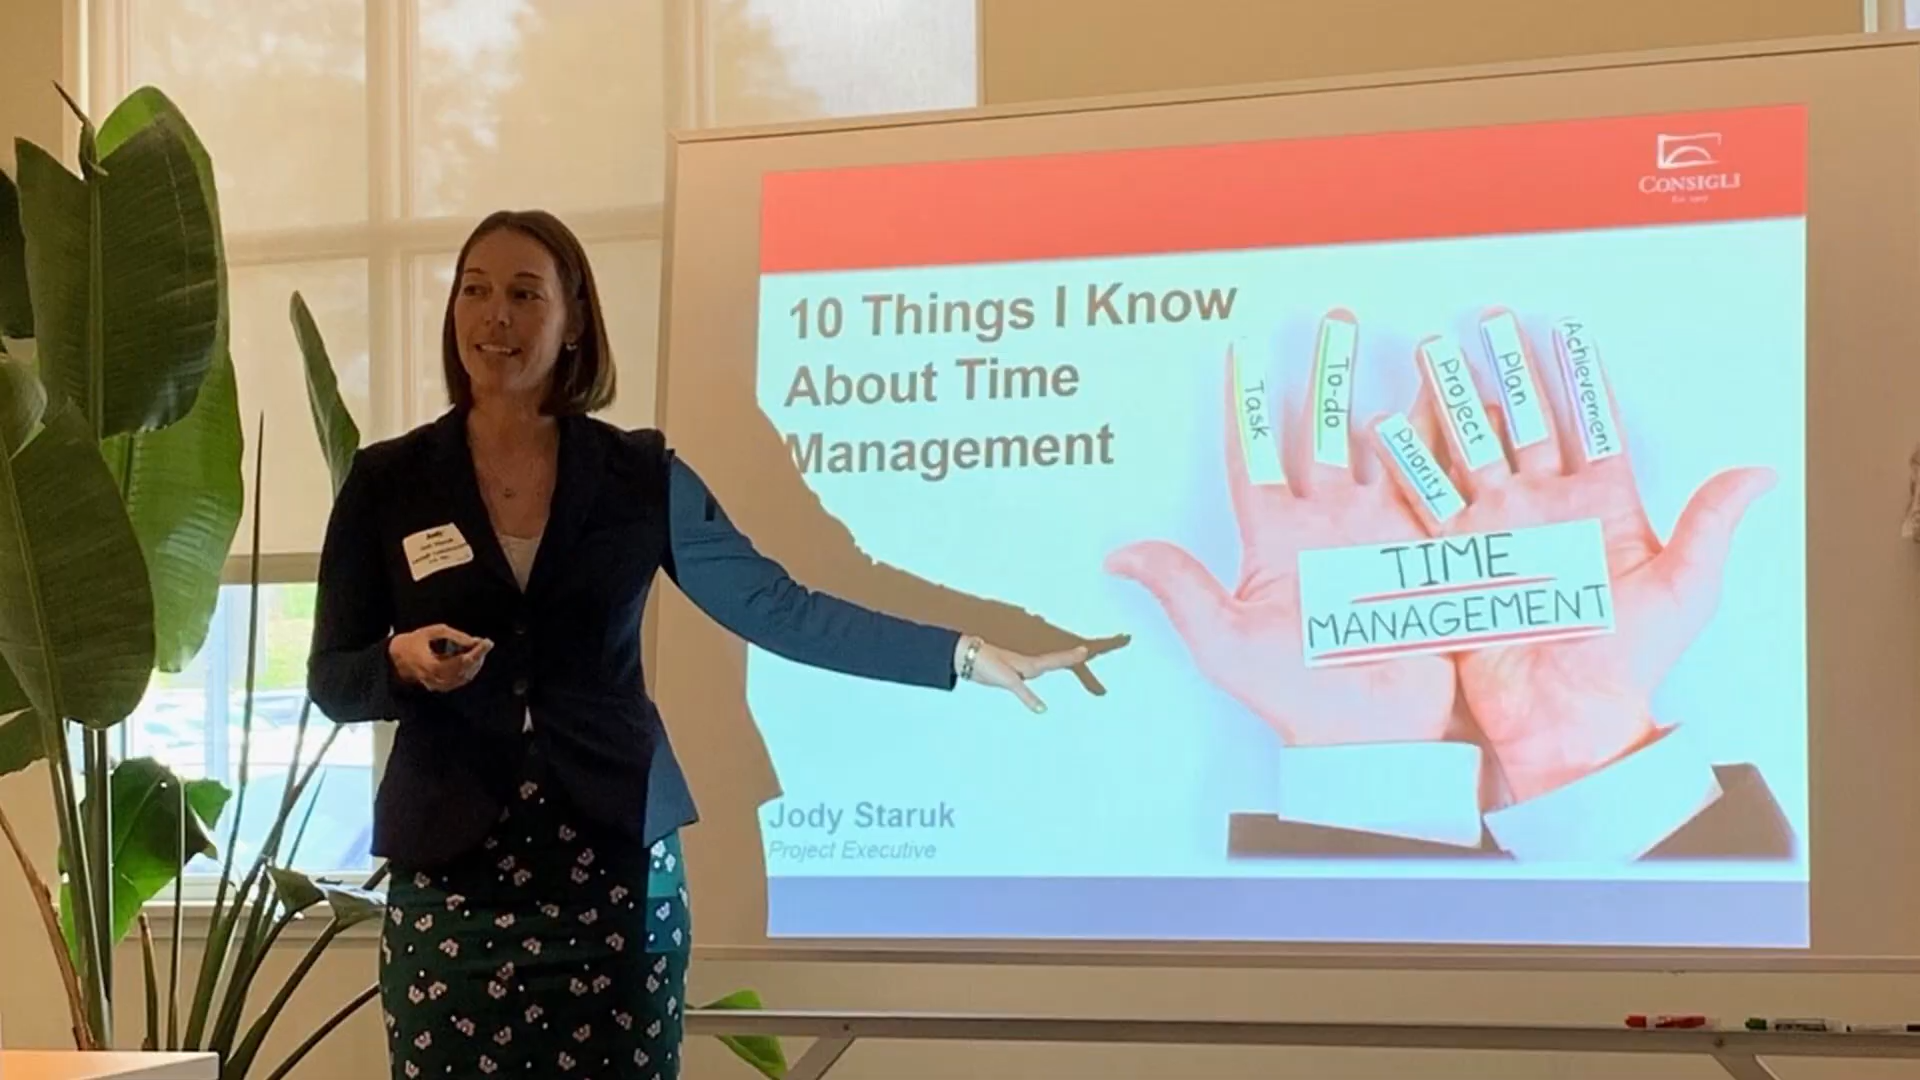 CONSIGLI
10 Things I Know
About Time
Management
Task
To-do
Priority
Project
Plan
Achievement
TIME
MANAGEMENT
Jody Staruk
Project Executive
Jody